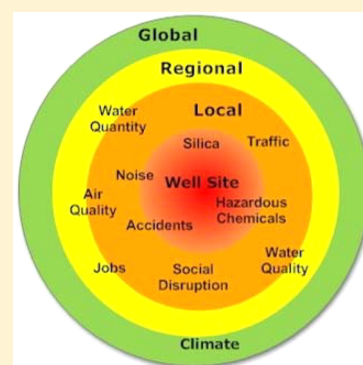 Global
Regional
Water
Quantity
Local
Silica
Traffic
Noise
Well Site
Air
Quality
Hazardous
Chemicals
Accidents
Water
Quality
Jobs
Social
Disruption
Climate